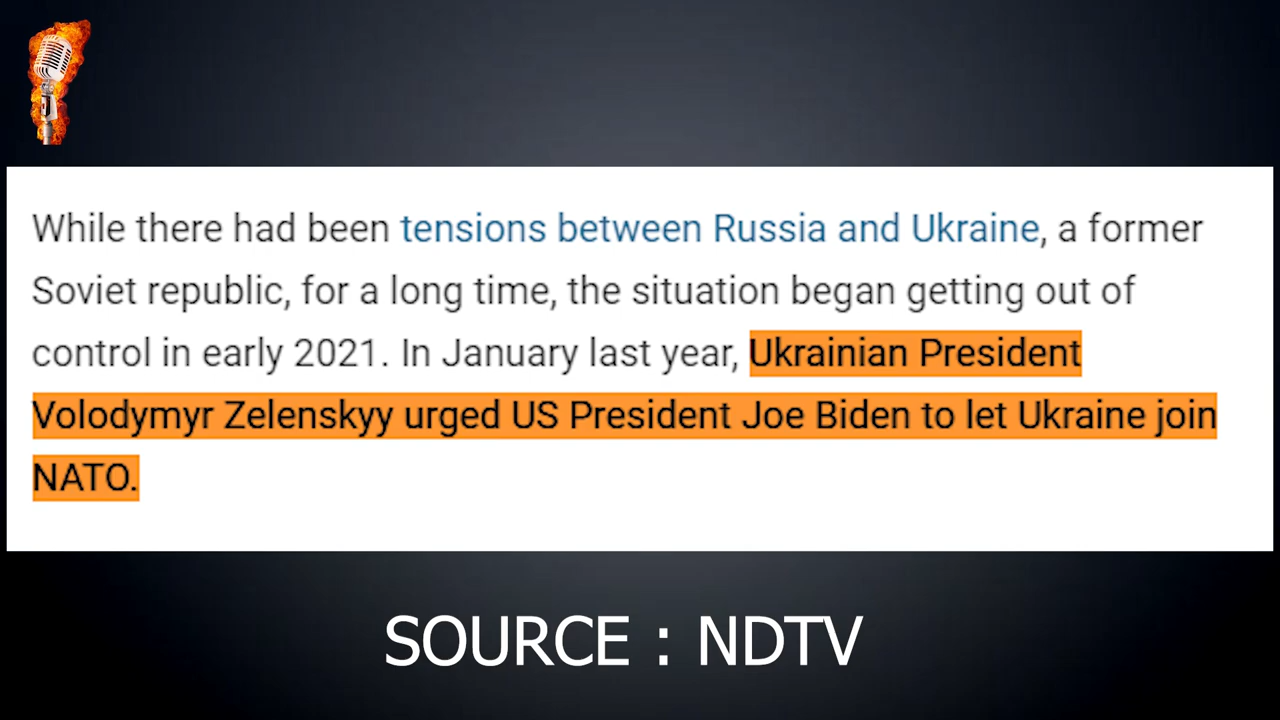 While there had been tensions between Russia and Ukraine, a former
Soviet republic, for a long time, the situation began getting out of
control in early 2021. In January last year, Ukrainian President
Volodymyr Zelenskyy urged US President Joe Biden to let Ukraine join
NATO.
SOURCE : NDTV